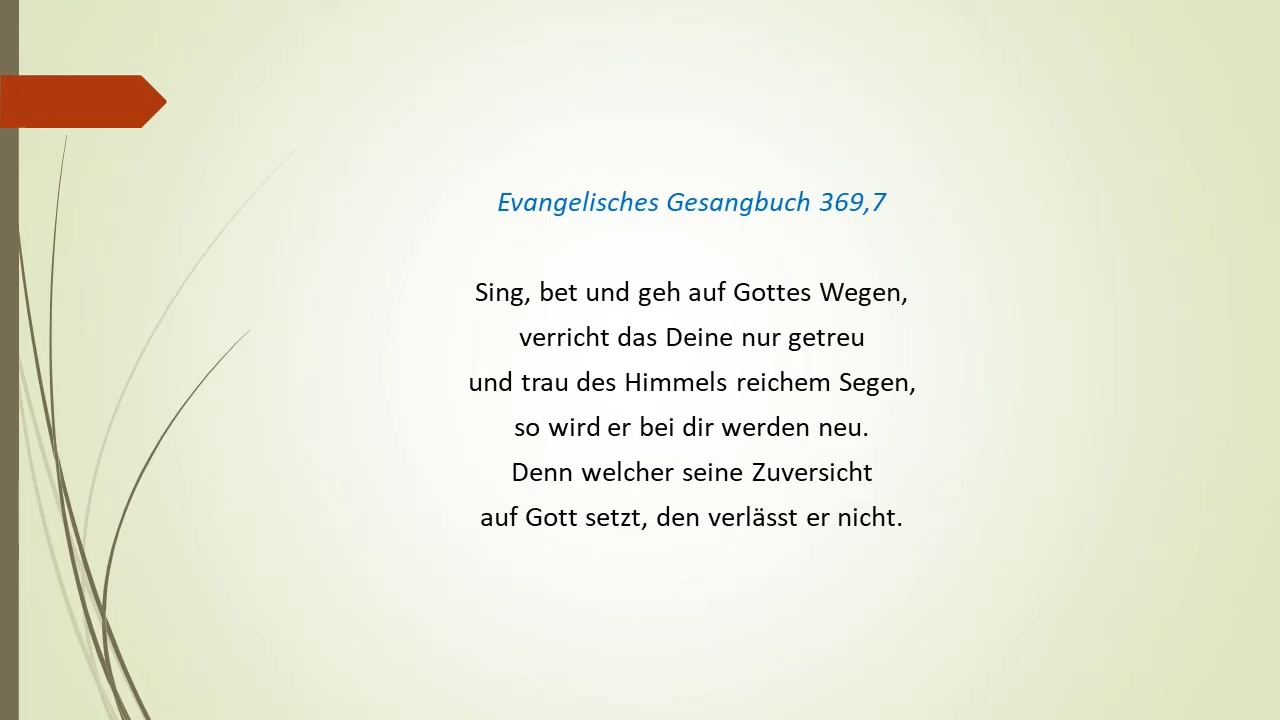 Evangelisches Gesangbuch 369,7
Sing, bet und geh auf Gottes Wegen,
verricht das Deine nur getreu
und trau des Himmels reichem Segen,
so wird er bei dir werden neu.
Denn welcher seine Zuversicht
auf Gott setzt, den verlässt er nicht.